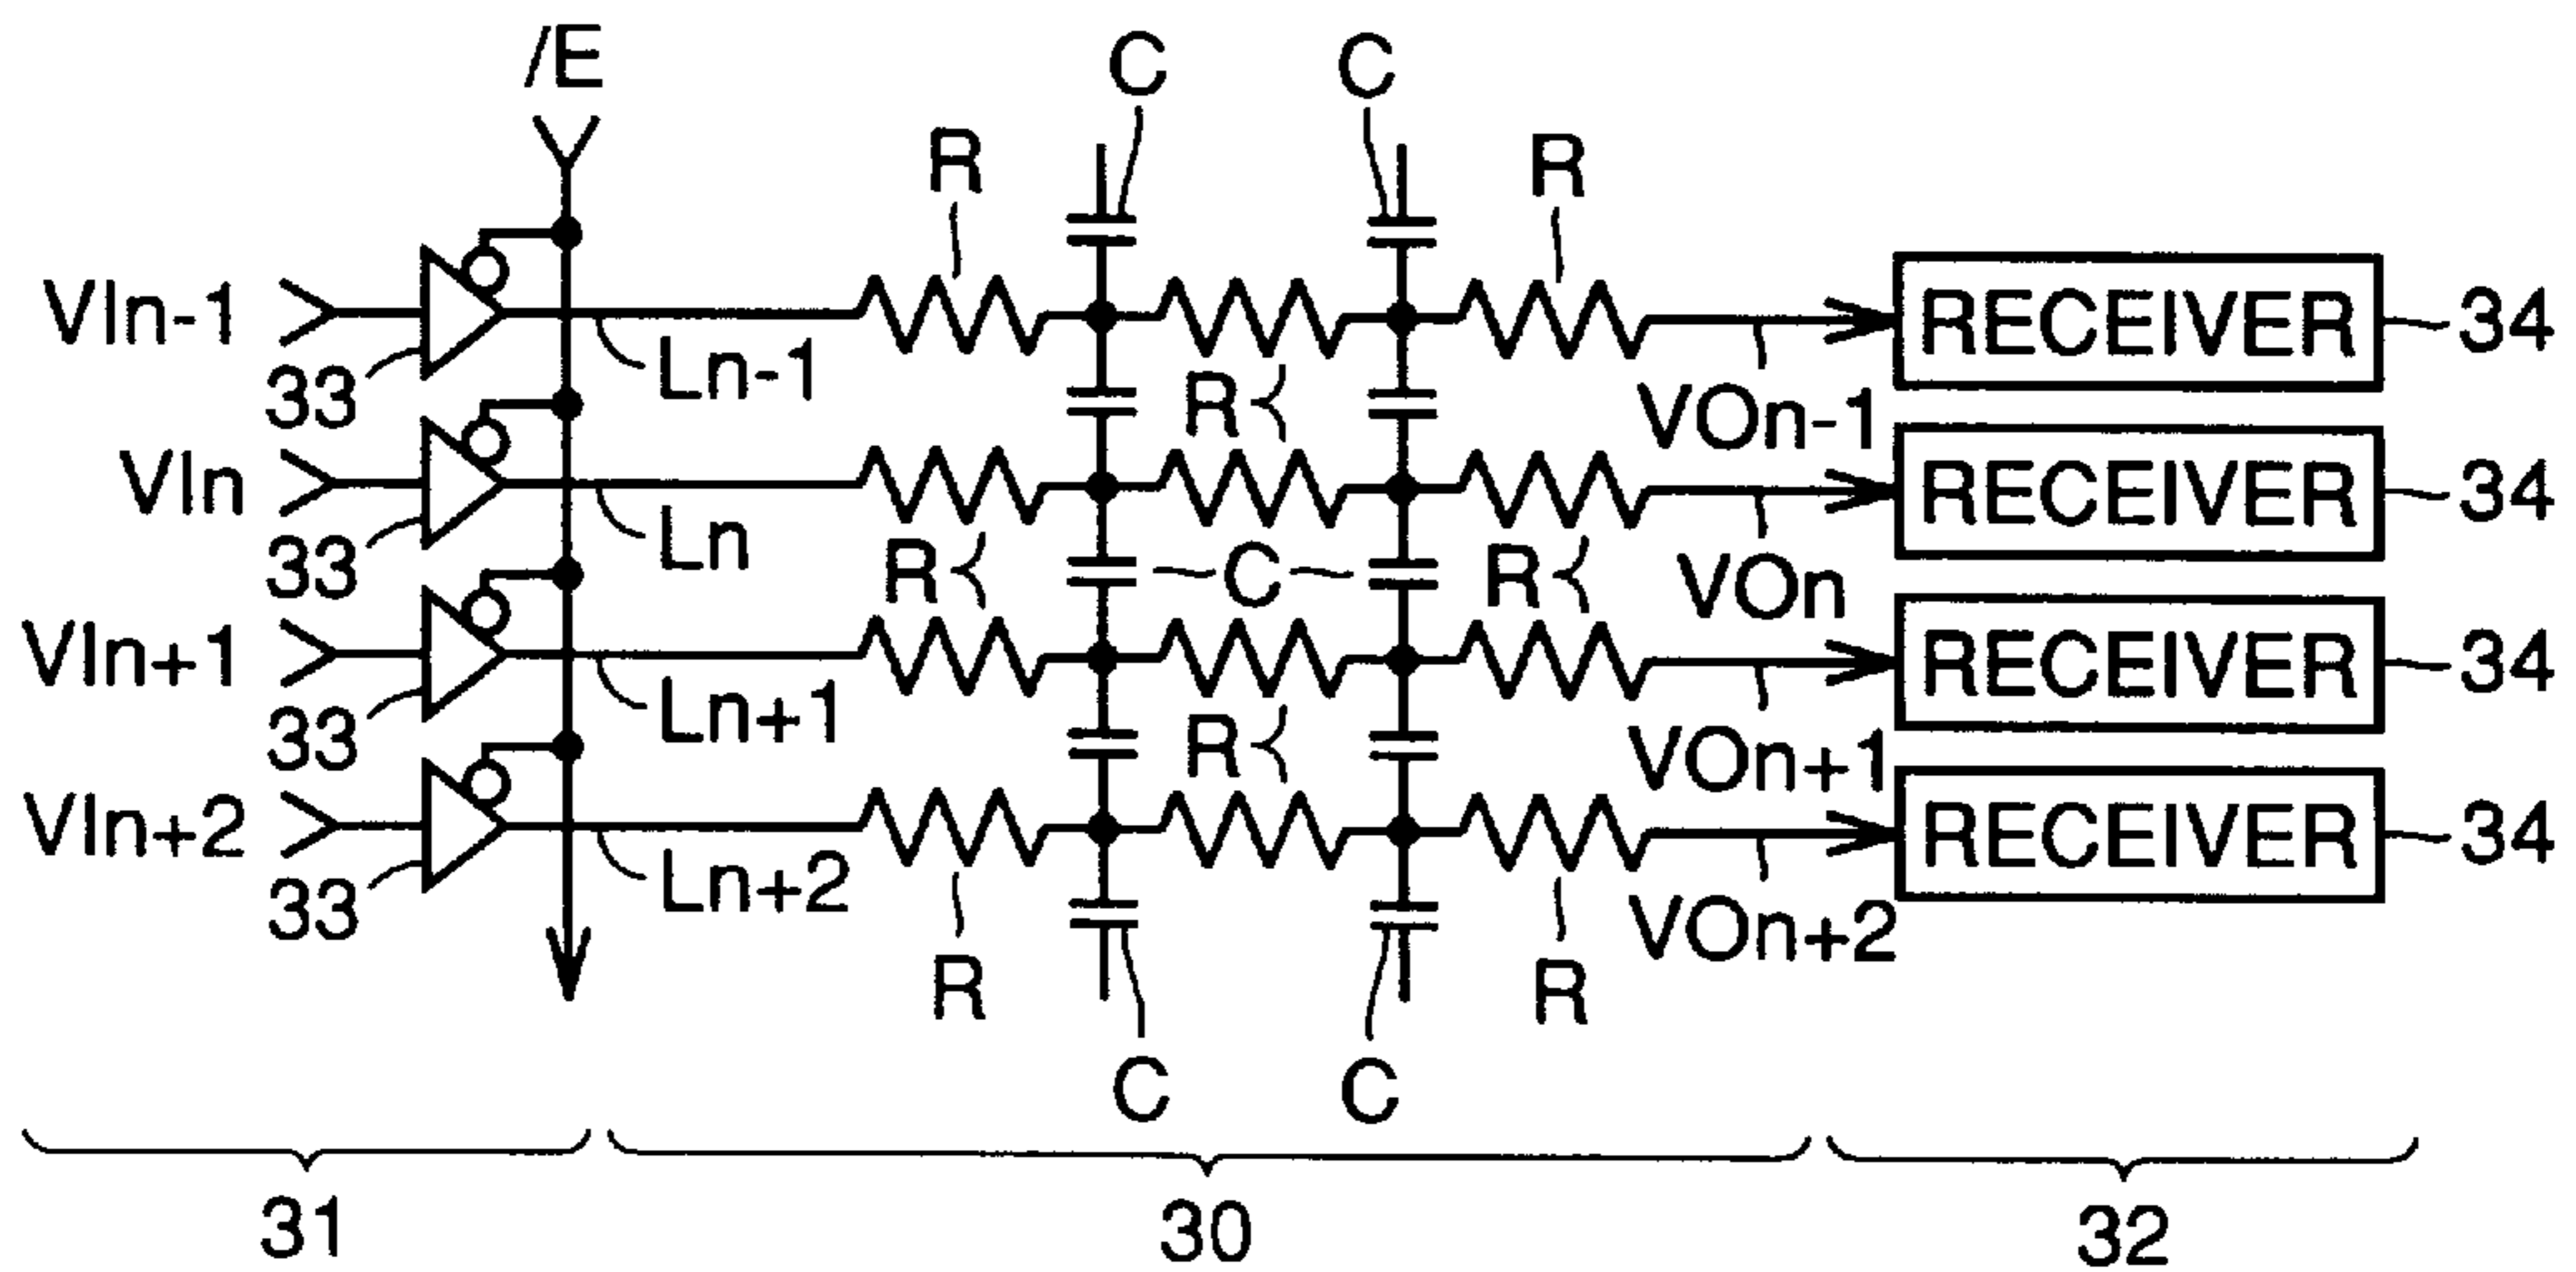 /E C C
R R
VIn-1 33 Ln-1 R VOn-1 RECEIVER 34
VIn 33 Ln R C R VOn RECEIVER 34
VIn+1 33 Ln+1 R VOn+1 RECEIVER 34
VIn+2 33 Ln+2 R R VOn+2 RECEIVER 34
C C
31 30 32